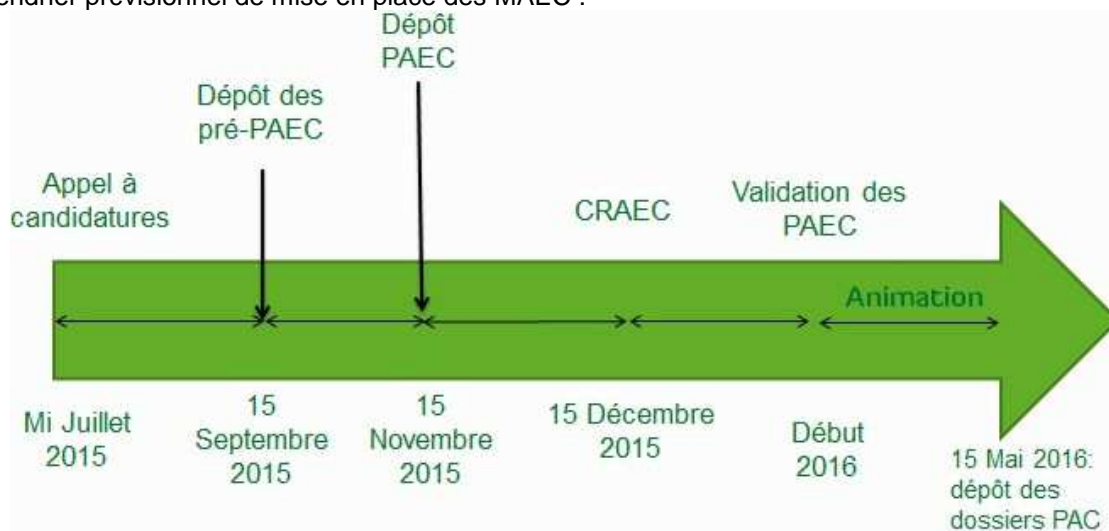 endrier prévisionnel de mise en place des MAEC :
Dépôt
PAEC
Dépôt des
pré-PAEC
Appel à
candidatures
CRAEC
Validation des
PAEC
Animation
Mi Juillet
2015
15
Septembre
2015
15
Novembre
2015
15 Décembre
2015
Début
2016
15 Mai 2016:
dépôt des
dossiers PAC